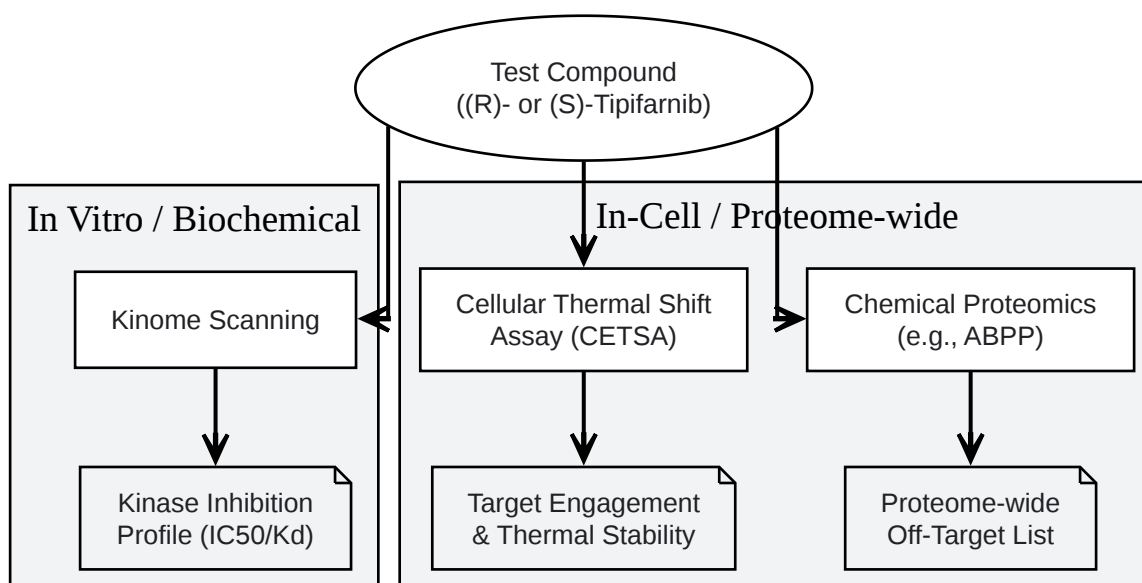 Test Compound
((R)- or (S)-Tipifarnib)
In Vitro / Biochemical
In-Cell / Proteome-wide
Kinome Scanning
Cellular Thermal Shift
Assay (CETSA)
Chemical Proteomics
(e.g., ABPP)
Kinase Inhibition
Profile (IC50/Kd)
Target Engagement
& Thermal Stability
Proteome-wide
Off-Target List